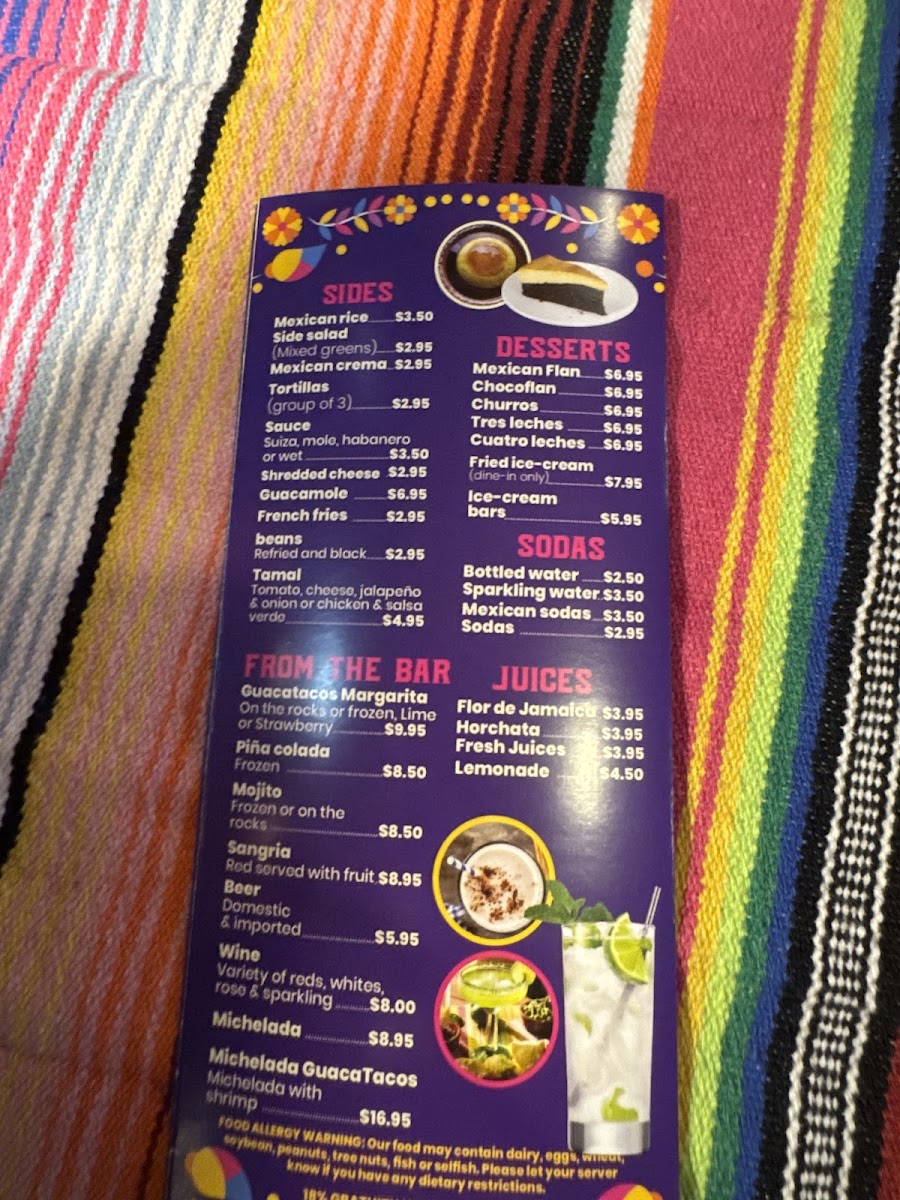 SIDES
Mexican rice $3.50
Side salad
(Mixed greens) $2.95
Mexican crema $2.95
Tortillas
(group of 3) $2.95
Sauce
Suiza, mole, habanero
or wet $3.50
Shredded cheese $2.95
Guacamole $6.95
French fries $2.95
beans
Refried and black $2.95
Tamal
Tomato, cheese, jalapeño
& onion or chicken & salsa
verde $4.95
DESSERTS
Mexican Flan $6.95
Chocoflan $6.95
Churros $6.95
Tres leches $6.95
Cuatro leches $6.95
Fried ice-cream
(dine-in only) $7.95
Ice-cream
bars $5.95
SODAS
Bottled water $2.50
Sparkling water $3.50
Mexican sodas $3.50
Sodas $2.95
FROM THE BAR
Guacatacos Margarita
On the rocks or frozen, Lime
or Strawberry $9.95
Piña colada
Frozen $8.50
Mojito
Frozen or on the
rocks $8.50
Sangria
Red served with fruit $8.95
Beer
Domestic
& imported $5.95
Wine
Variety of reds, whites,
rose & sparkling $8.00
Michelada $8.95
Michelada GuacaTacos
Michelada with
shrimp $16.95
JUICES
Flor de Jamaica $3.95
Horchata $3.95
Fresh Juices $3.95
Lemonade $4.50
FOOD ALLERGY WARNING; Our food may contain dairy, eggs, wheat,
soybean, peanuts, tree nuts, fish or selfish. Please let your server
know if you have any dietary restrictions.
18%